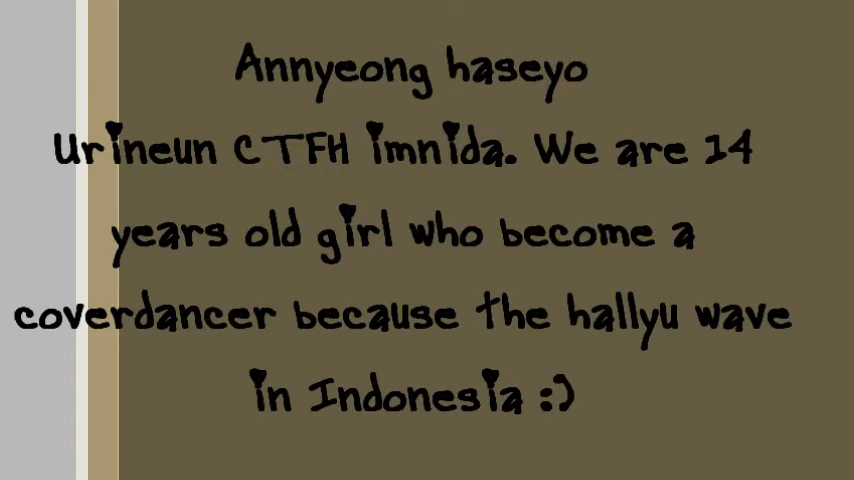 Annyeong haseyo
Urineun CTFH imnida. We are 14
years old girl who become a
coverdancer because the hallyu wave
in Indonesia :)